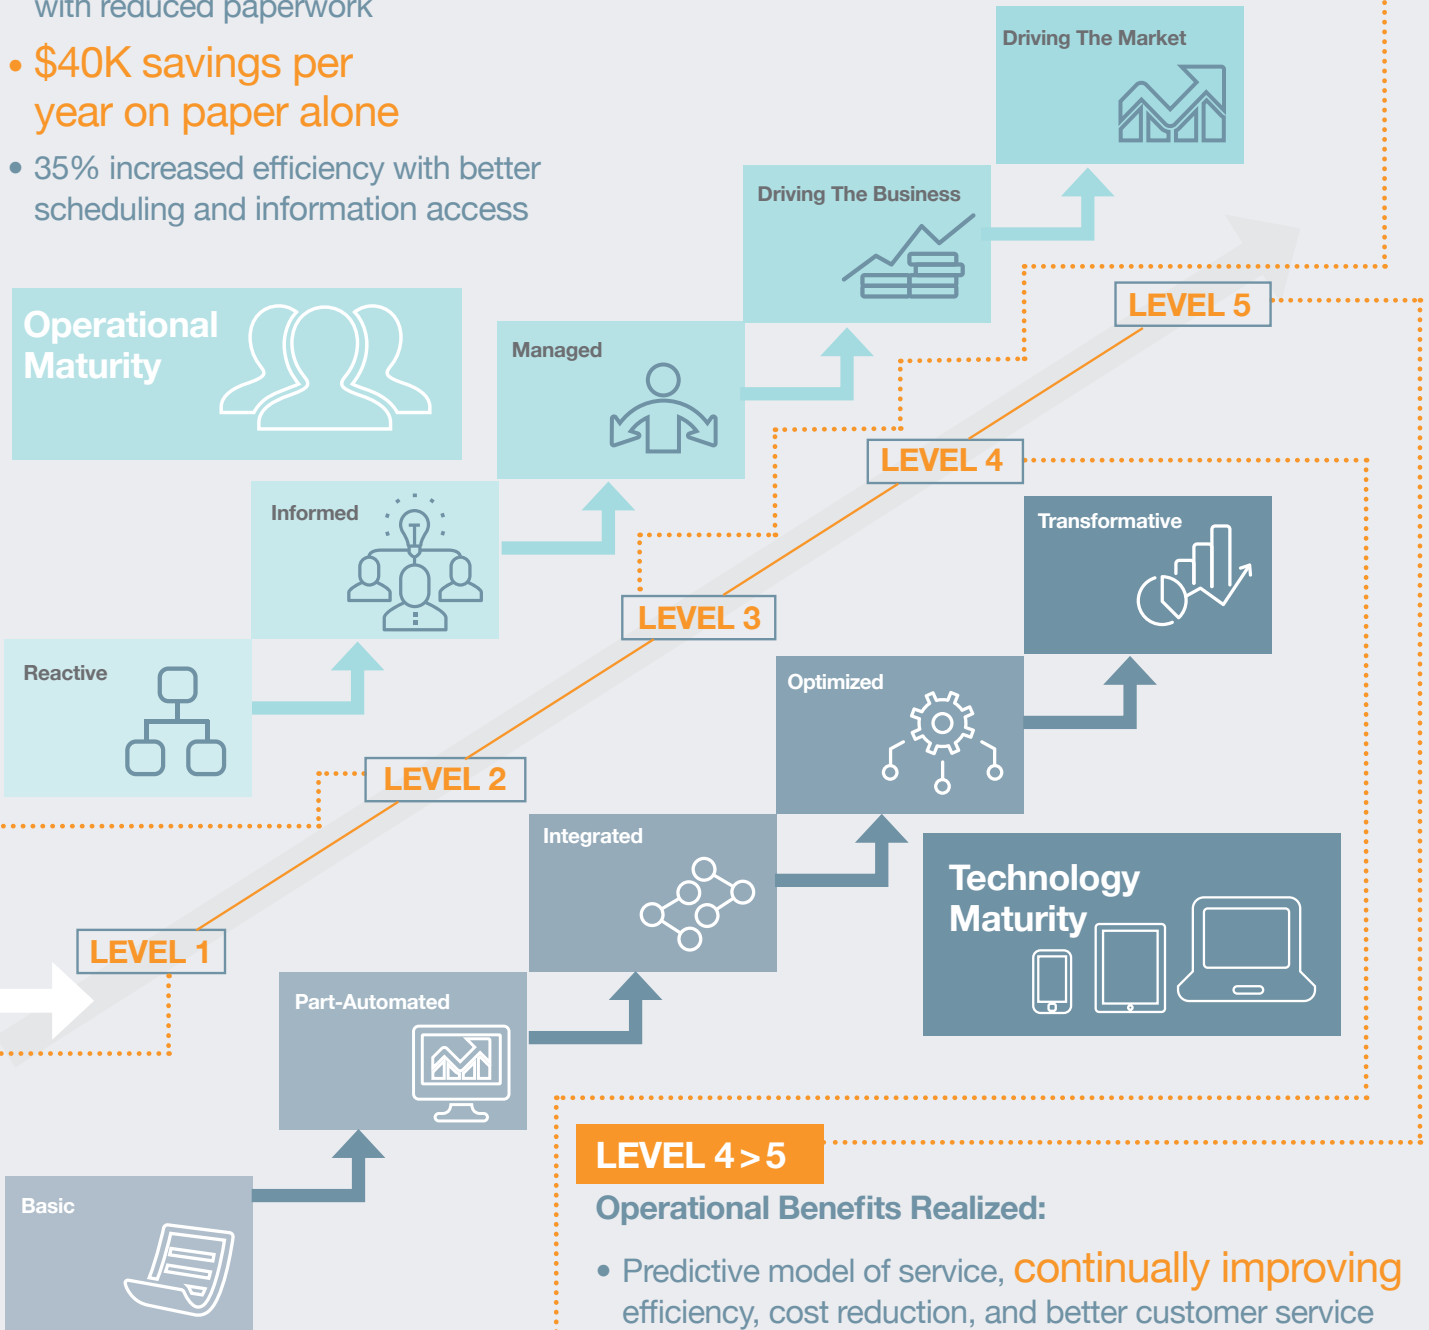 with reduced paperwork
• $40K savings per
year on paper alone
• 35% increased efficiency with better
scheduling and information access
Driving The Market
Driving The Business
LEVEL 5
Operational
Maturity
Managed
LEVEL 4
Informed
Transformative
LEVEL 3
Reactive
Optimized
LEVEL 2
Integrated
Technology
Maturity
LEVEL 1
Part-Automated
LEVEL 4 > 5
Basic
Operational Benefits Realized:
• Predictive model of service, continually improving
efficiency, cost reduction, and better customer service